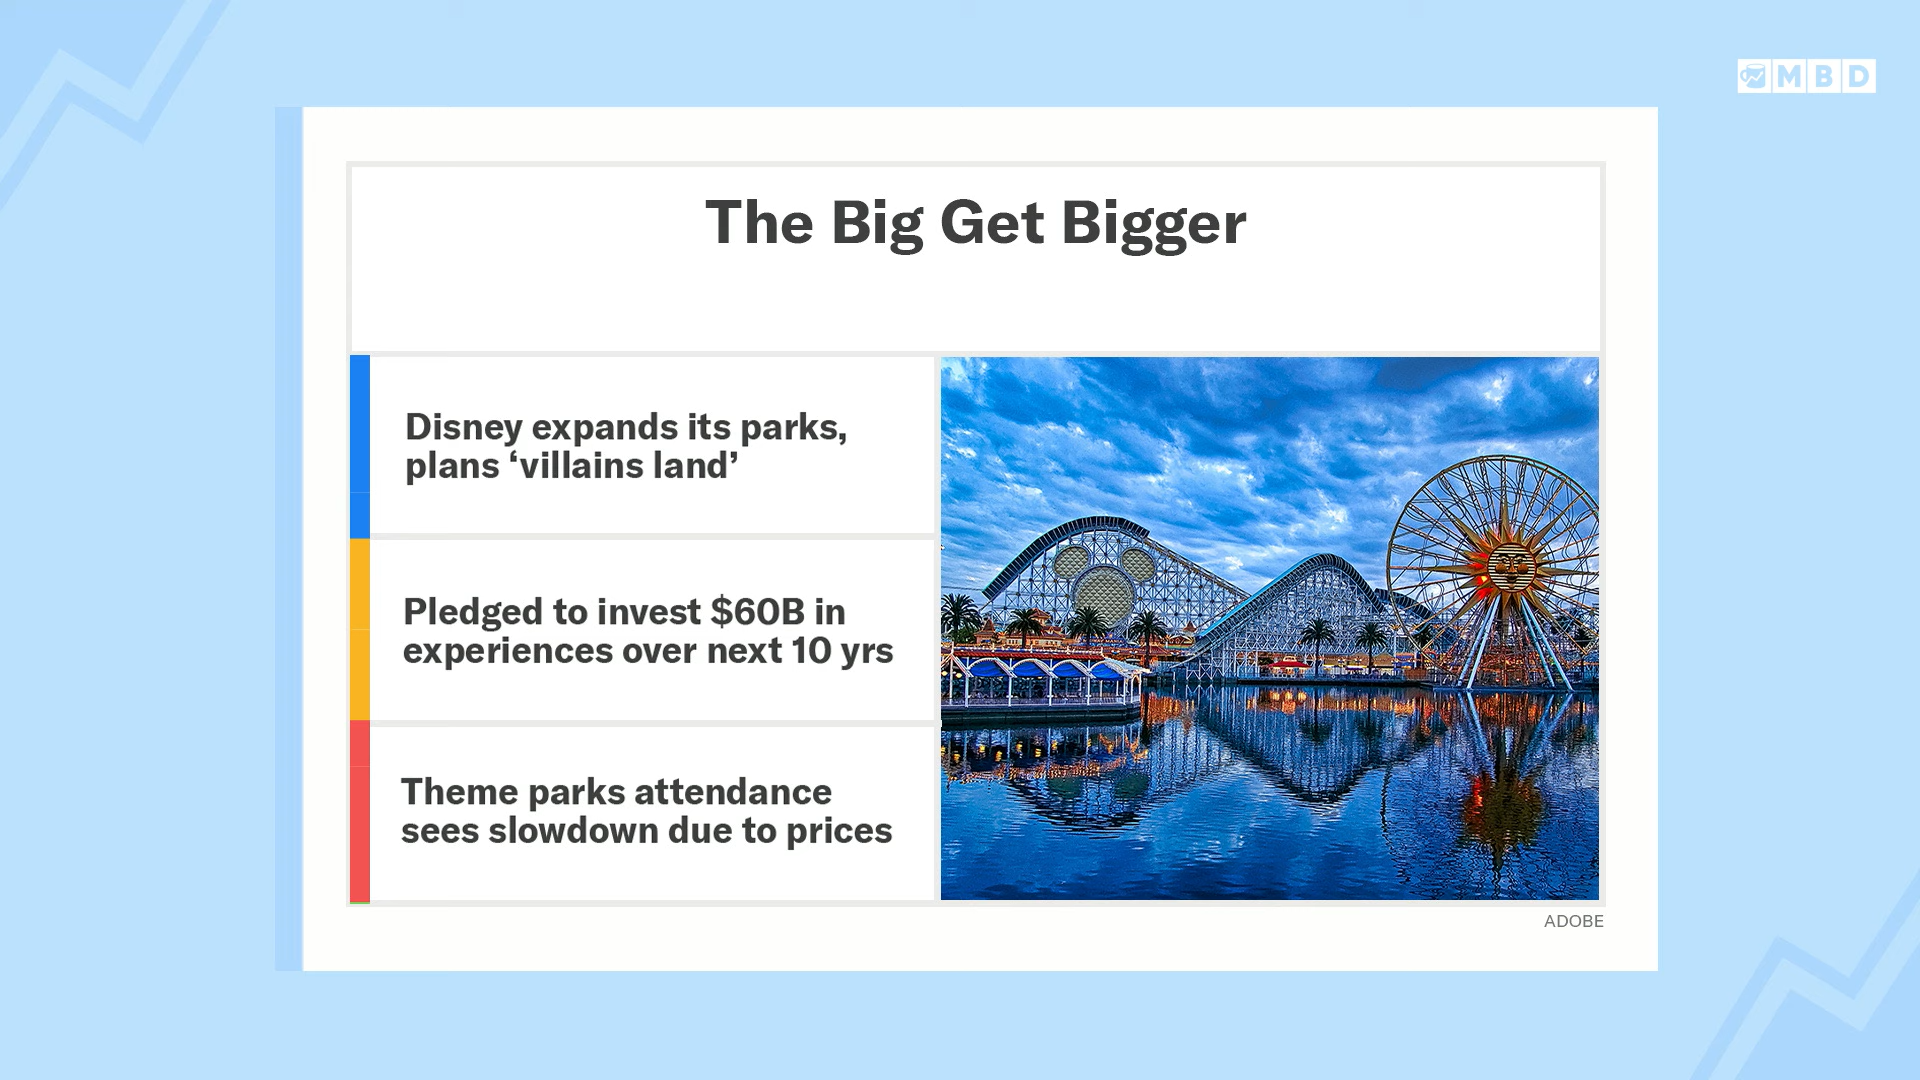 MBD
The Big Get Bigger
Disney expands its parks,
plans ‘villains land’
Pledged to invest $60B in
experiences over next 10 yrs
Theme parks attendance
sees slowdown due to prices
ADOBE